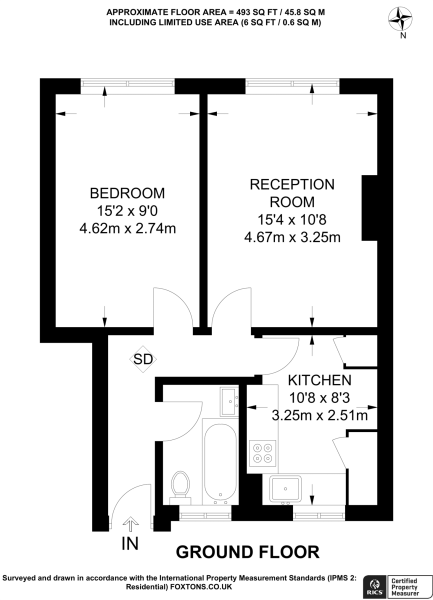 APPROXIMATE FLOOR AREA = 493 SQ FT / 45.8 SQ M
INCLUDING LIMITED USE AREA (6 SQ FT / 0.6 SQ M)
N
BEDROOM
15'2 x 9'0
4.62m x 2.74m
RECEPTION
ROOM
15'4 x 10'8
4.67m x 3.25m
SD
KITCHEN
10'8 x 8'3
3.25m x 2.51m
IN
GROUND FLOOR
Surveyed and drawn in accordance with the International Property Measurement Standards (IPMS 2:
Residential) FOXTONS.CO.UK
RICS
Certified
Property
Measurer